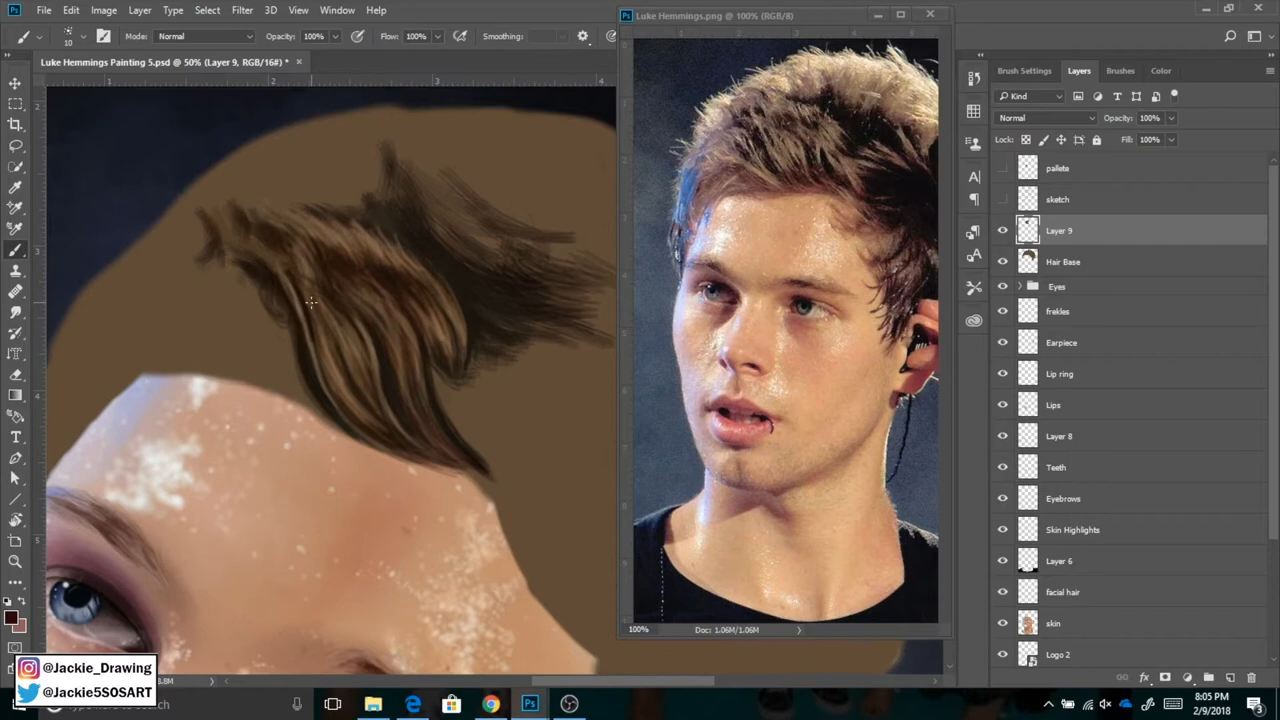 File Edit Image Layer Type Select Filter 3D View Window Help
Luke Hemmings.png @ 100% (RGB/8)
10 Mode: Normal Opacity: 100% Flow: 100% Smoothing:
Luke Hemmings Painting 5.psd @ 50% (Layer 9, RGB/16#) *
Brush Settings Layers Brushes Color
Kind
Normal Opacity: 100%
Lock: Fill: 100%
pallete
sketch
Layer 9
Hair Base
Eyes
frekles
Earpiece
Lip ring
Lips
Layer 8
Teeth
Eyebrows
Skin Highlights
Layer 6
facial hair
skin
Logo 2
100% Doc: 1.06M/1.06M
@Jackie_Drawing
@Jackie5SOSART
8:05 PM
2/9/2018